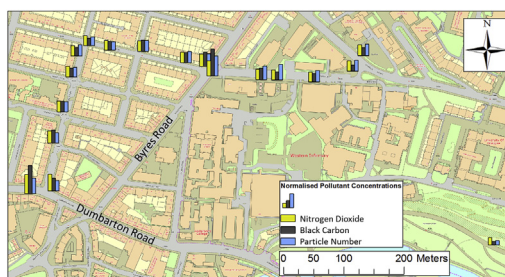 N
Byres Road
Dumbarton Road
Normalised Pollutant Concentrations
Nitrogen Dioxide
Black Carbon
Particle Number
0 50 100 200 Meters